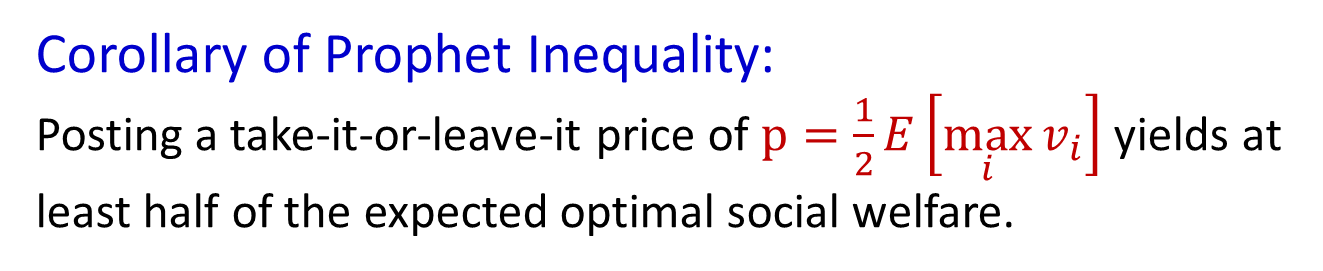 Corollary of Prophet Inequality:
Posting a take-it-or-leave-it price of p = \frac{1}{2} E [\max_i v_i] yields at
least half of the expected optimal social welfare.